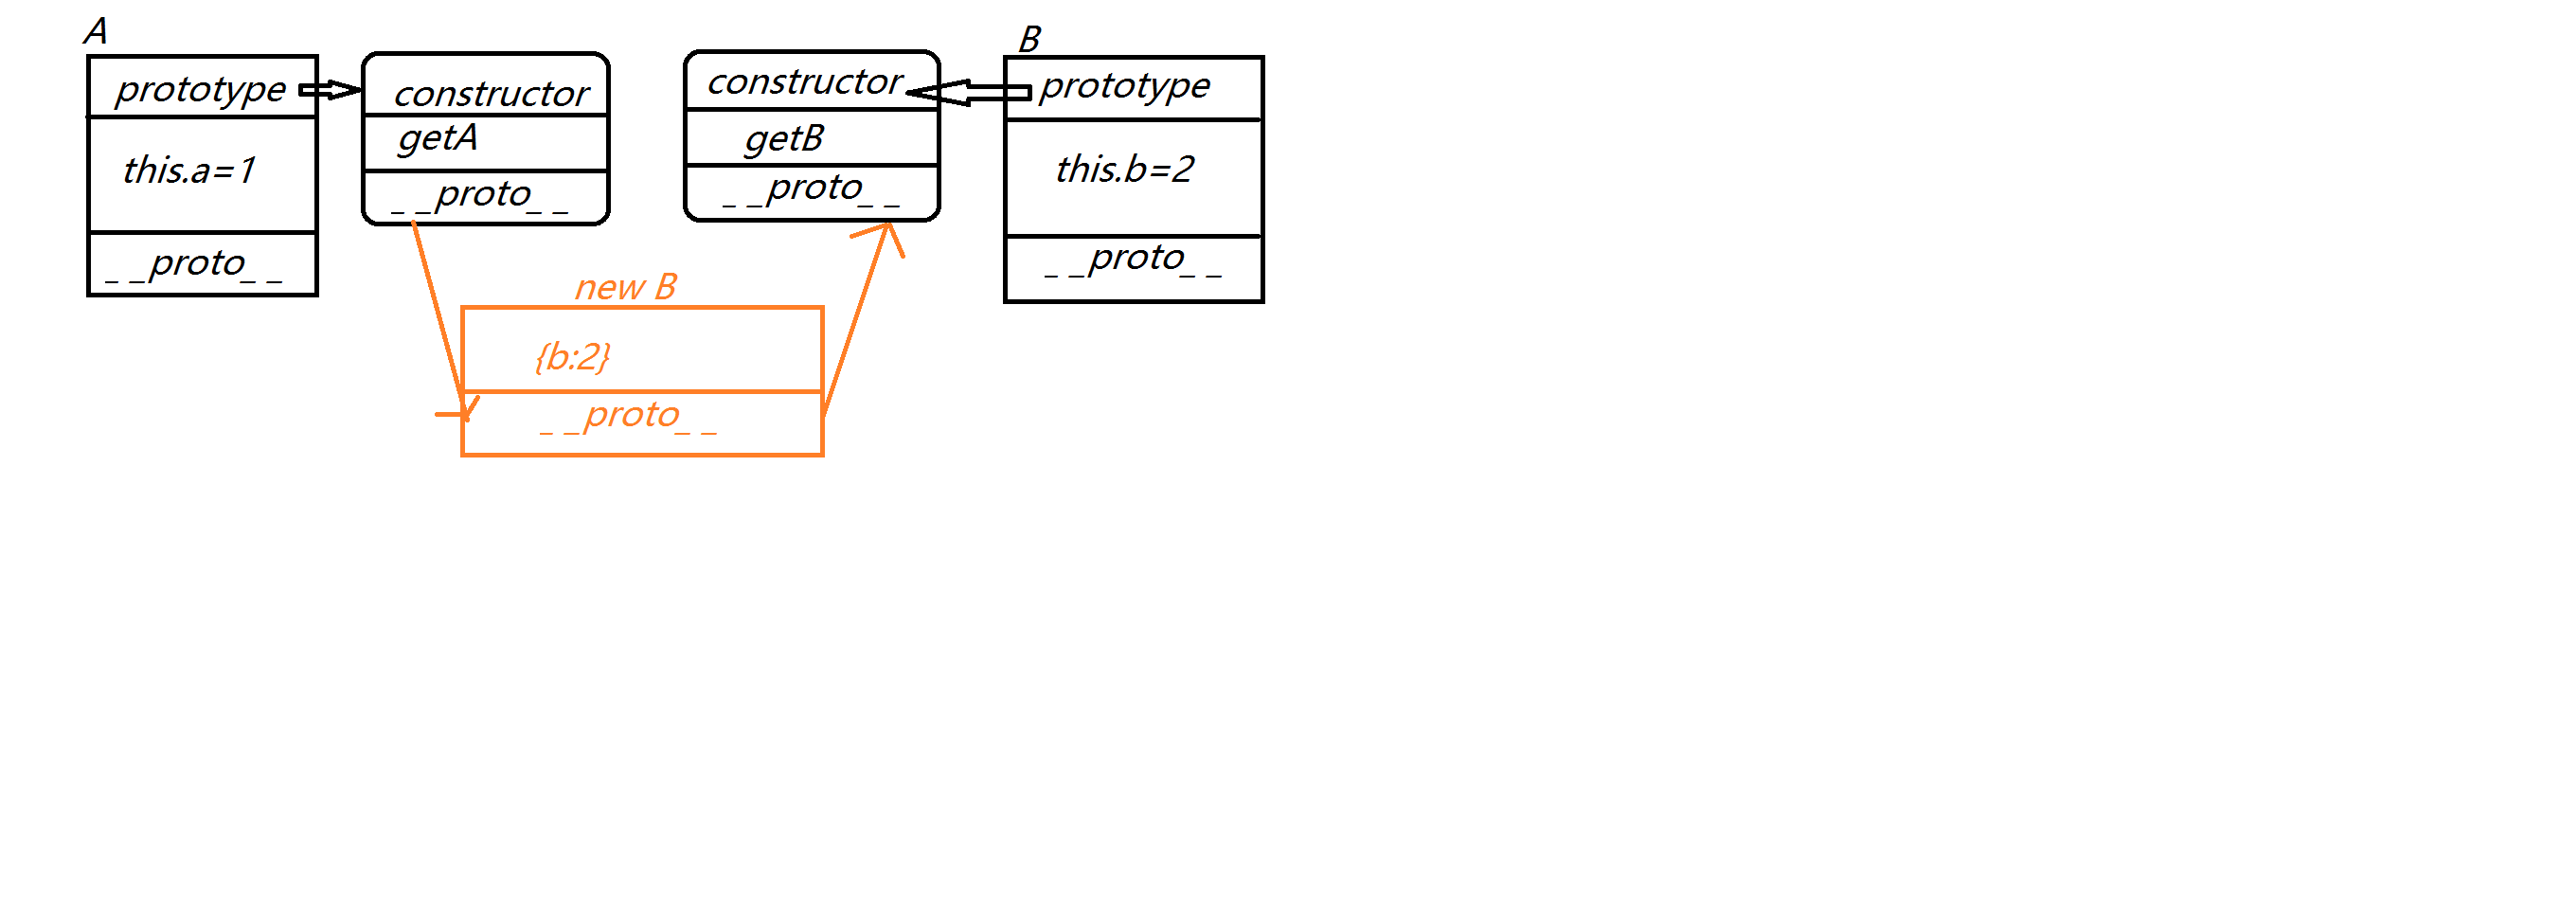 A
prototype
this.a=1
_ _proto_ _
constructor
getA
_ _proto_ _
constructor
getB
_ _proto_ _
B
prototype
this.b=2
_ _proto_ _
new B
{b:2}
_ _proto_ _